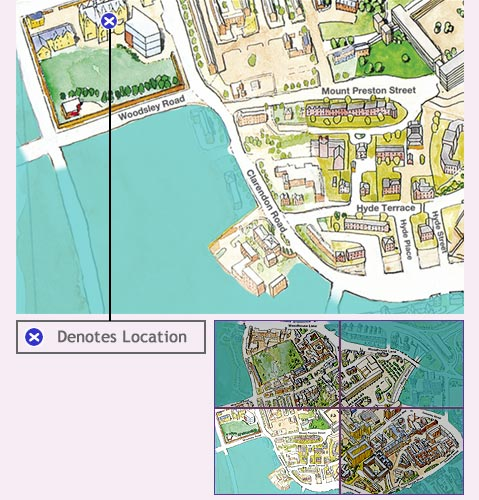 Mount Preston Street
Woodsley Road
Clarendon Road
Hyde Terrace
Hyde Place
Hyde Street
Denotes Location